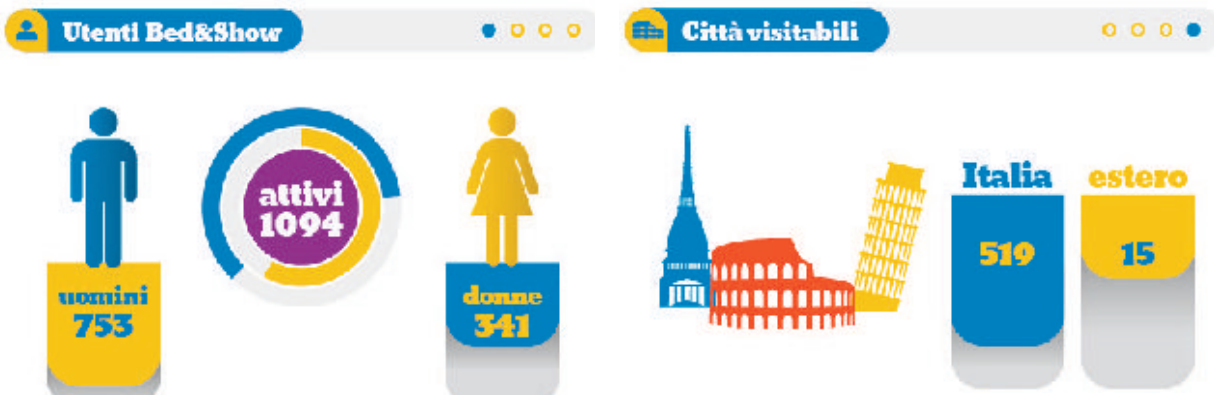 Utenti Bed&Show
attivi
1094
uomini
753
donne
341
Città visitabili
Italia
519
estero
15